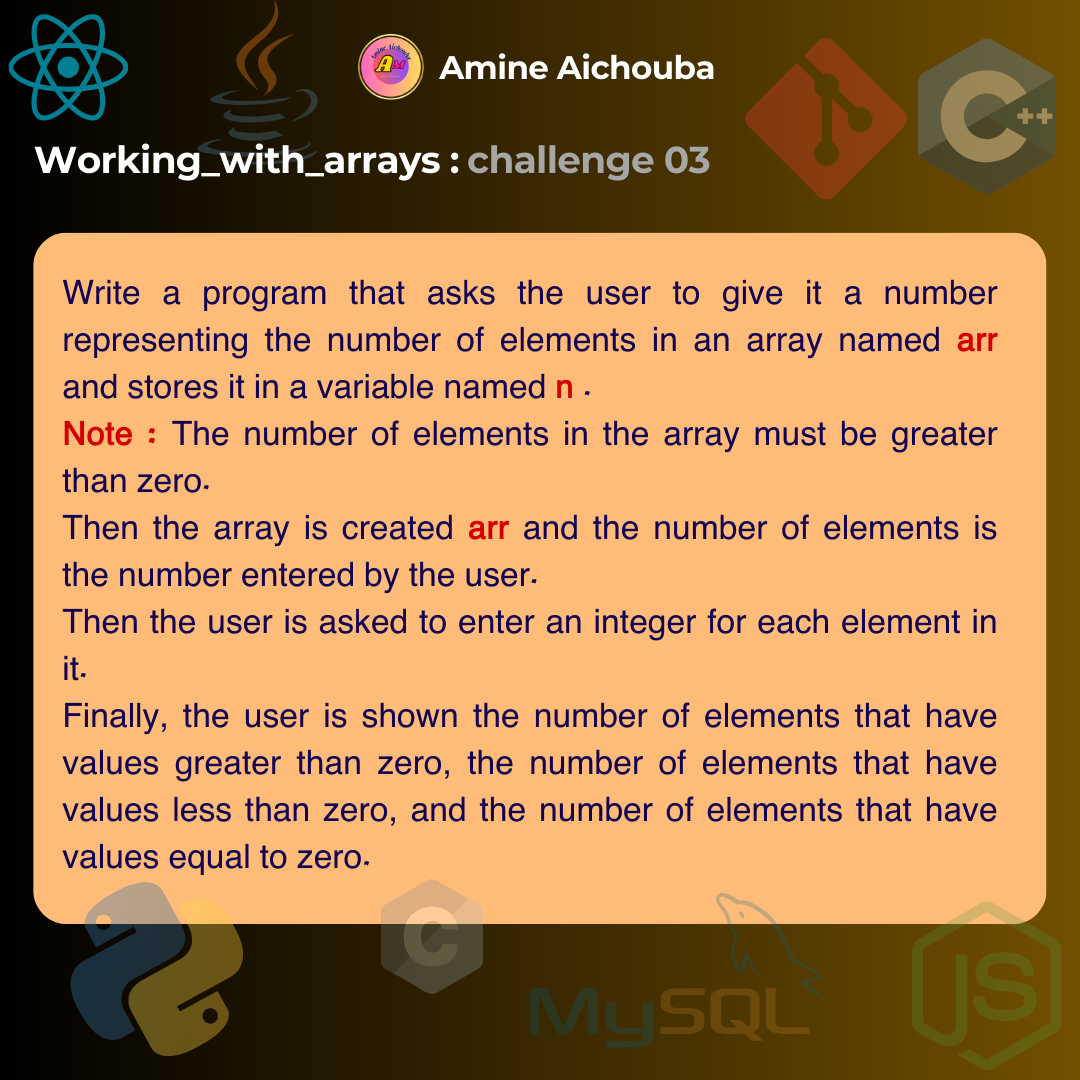 Amine Aichouba
Working_with_arrays : challenge 03
Write a program that asks the user to give it a number
representing the number of elements in an array named arr
and stores it in a variable named n .
Note : The number of elements in the array must be greater
than zero.
Then the array is created arr and the number of elements is
the number entered by the user.
Then the user is asked to enter an integer for each element in
it.
Finally, the user is shown the number of elements that have
values greater than zero, the number of elements that have
values less than zero, and the number of elements that have
values equal to zero.
C++
C
MySQL
JS